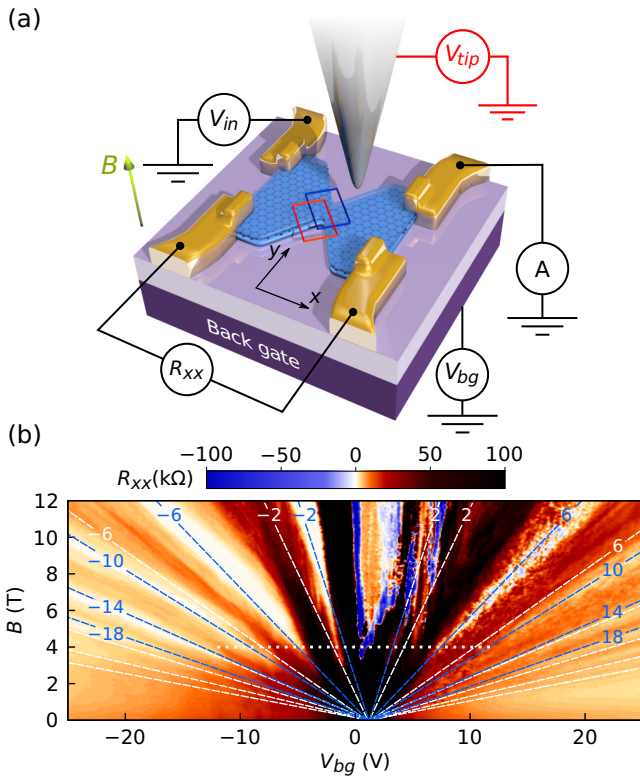 (a)
V_tip
V_in
B
A
y
x
Back gate
R_xx
V_bg
(b)
−100 −50 0 50 100
R_xx(kΩ)
12
10
8
6
4
2
0
B (T)
−6 −2 −2 2 2 6
−6 6
−10 10
−14 14
−18 18
−20 −10 0 10 20
V_bg (V)